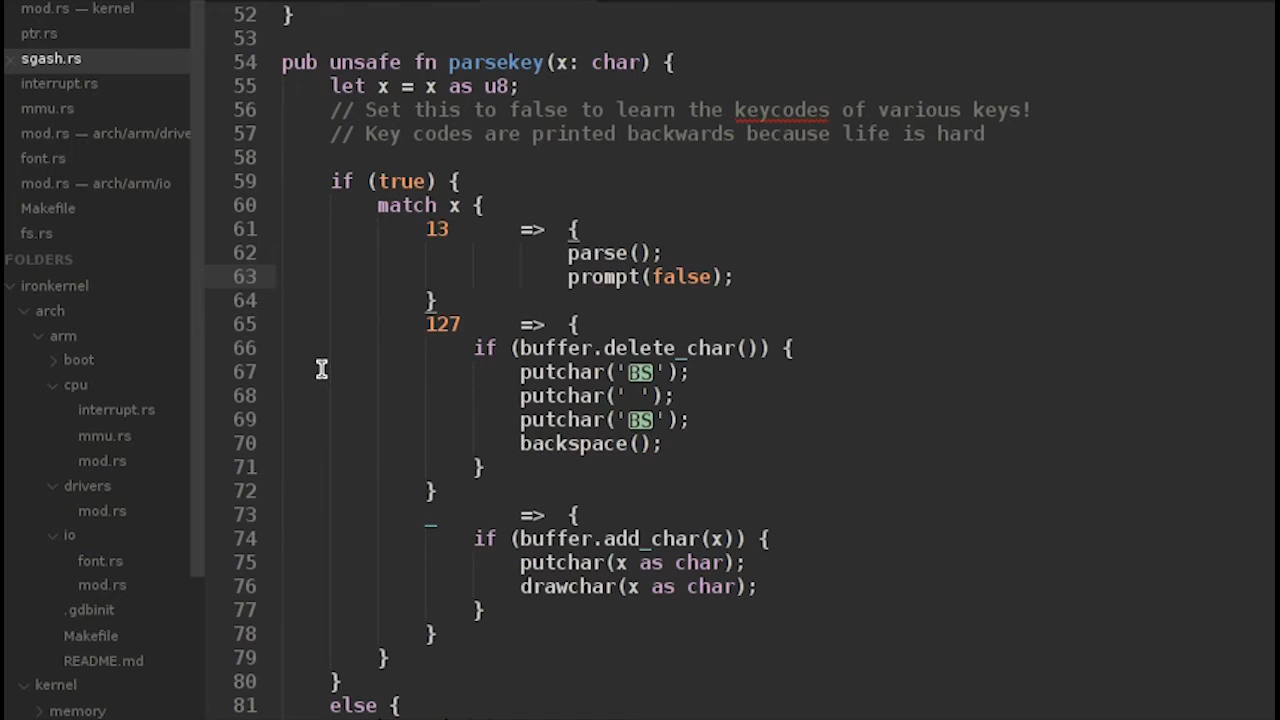 mod.rs — kernel
ptr.rs
sgash.rs
interrupt.rs
mmu.rs
mod.rs — arch/arm/drive
font.rs
mod.rs — arch/arm/io
Makefile
fs.rs
FOLDERS
ironkernel
arch
arm
boot
cpu
interrupt.rs
mmu.rs
mod.rs
drivers
mod.rs
io
font.rs
mod.rs
.gdbinit
Makefile
README.md
kernel
memory
52 }
53
54 pub unsafe fn parsekey(x: char) {
55     let x = x as u8;
56     // Set this to false to learn the keycodes of various keys!
57     // Key codes are printed backwards because life is hard
58
59     if (true) {
60         match x {
61             13      =>  {
62                         parse();
63                         prompt(false);
64             }
65             127     =>  {
66                 if (buffer.delete_char()) {
67                     putchar('BS');
68                     putchar(' ');
69                     putchar('BS');
70                     backspace();
71                 }
72             }
73             _       =>  {
74                 if (buffer.add_char(x)) {
75                     putchar(x as char);
76                     drawchar(x as char);
77                 }
78             }
79         }
80     }
81     else {